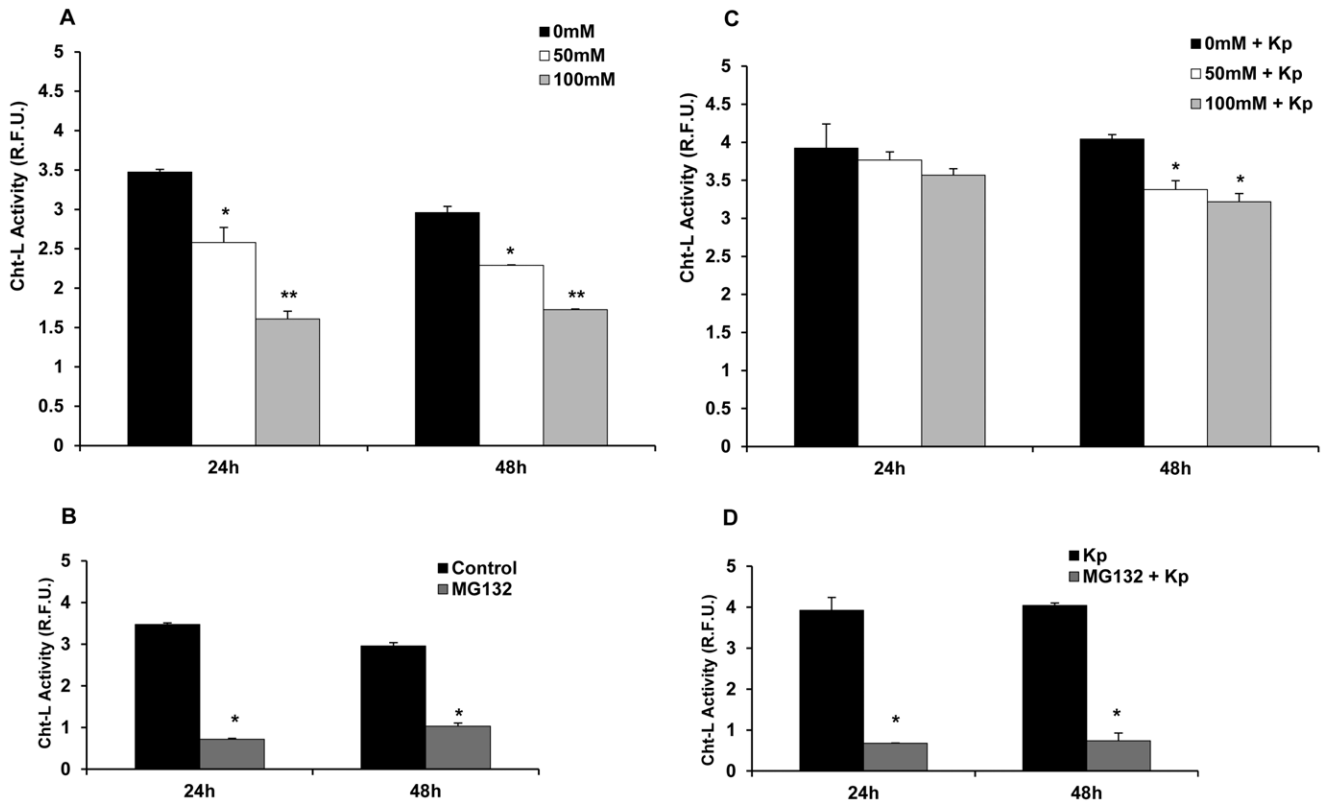 A
0mM
50mM
100mM
Cht-L Activity (R.F.U.)
5
4.5
4
3.5
3
2.5
2
1.5
1
0.5
0
*
**
*
**
24h
48h
C
0mM + Kp
50mM + Kp
100mM + Kp
Cht-L Activity (R.F.U.)
5
4.5
4
3.5
3
2.5
2
1.5
1
0.5
0
*
*
24h
48h
B
Control
MG132
Cht-L Activity (R.F.U.)
5
4
3
2
1
0
*
*
24h
48h
D
Kp
MG132 + Kp
Cht-L Activity (R.F.U.)
5
4
3
2
1
0
*
*
24h
48h